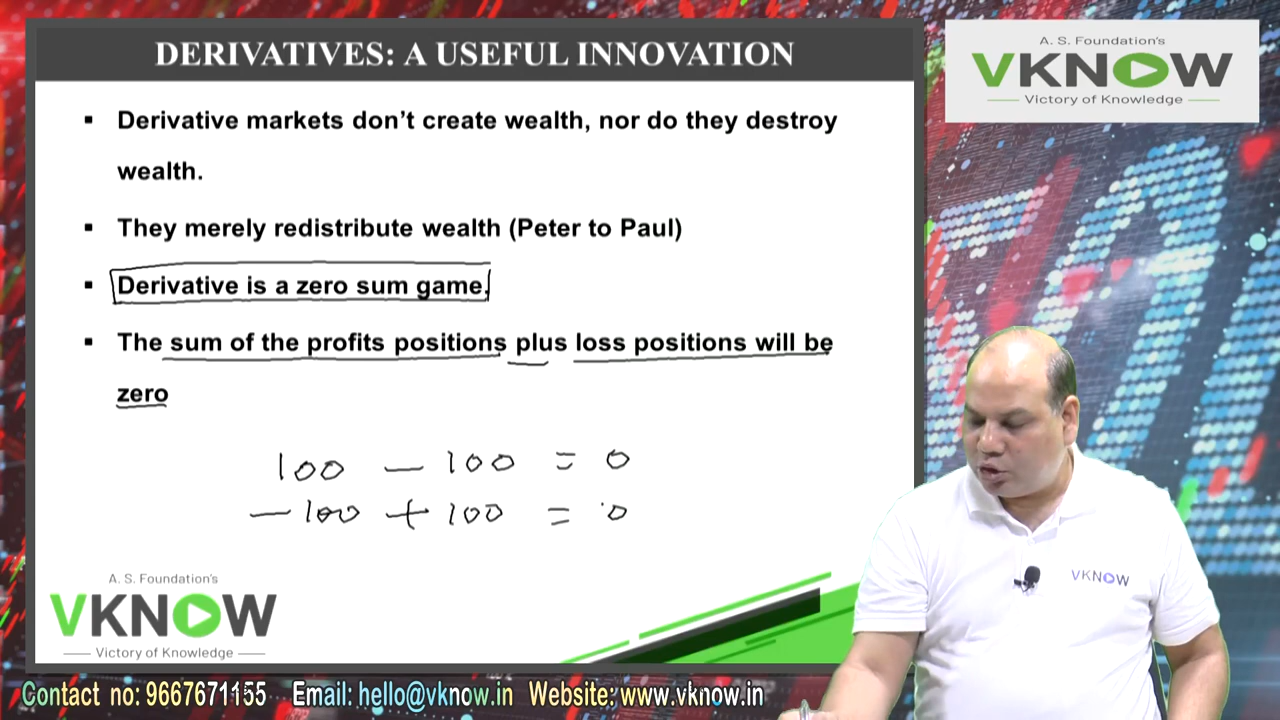 DERIVATIVES: A USEFUL INNOVATION
A. S. Foundation's
VKNOW
Victory of Knowledge
▪ Derivative markets don’t create wealth, nor do they destroy
wealth.
▪ They merely redistribute wealth (Peter to Paul)
▪ Derivative is a zero sum game.
▪ The sum of the profits positions plus loss positions will be
zero
100 – 100 = 0
– 100 + 100 = 0
VKNOW
A. S. Foundation's
VKNOW
Victory of Knowledge
Contact no: 9667671155 Email: hello@vknow.in Website: www.vknow.in